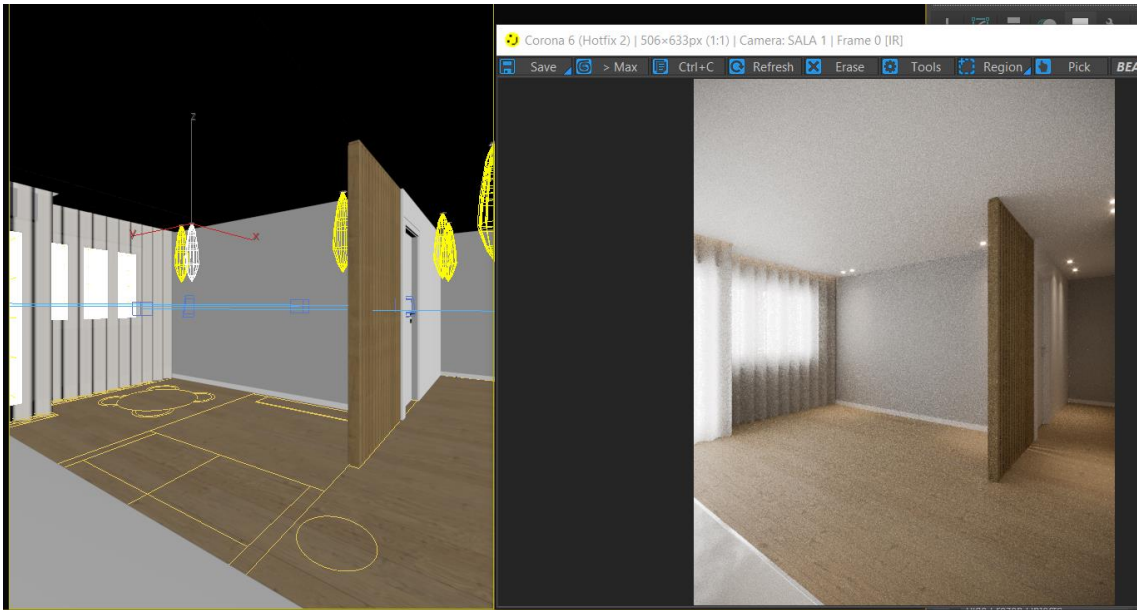 Corona 6 (Hotfix 2) | 506×633px (1:1) | Camera: SALA 1 | Frame 0 [IR]
Save > Max Ctrl+C Refresh Erase Tools Region Pick BEA
z
y x